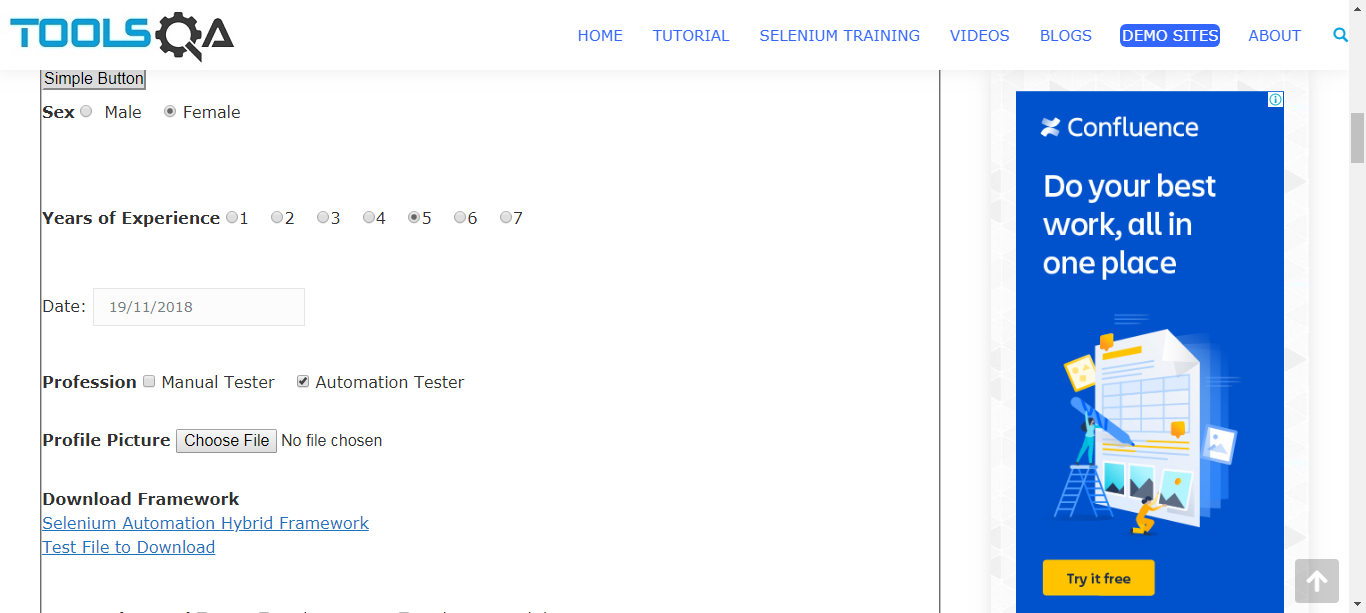 TOOLSQA
HOME TUTORIAL SELENIUM TRAINING VIDEOS BLOGS DEMO SITES ABOUT
Simple Button
Sex Male Female
Years of Experience 1 2 3 4 5 6 7
Date: 19/11/2018
Profession Manual Tester Automation Tester
Profile Picture Choose File No file chosen
Download Framework
Selenium Automation Hybrid Framework
Test File to Download
Confluence
Do your best
work, all in
one place
Try it free